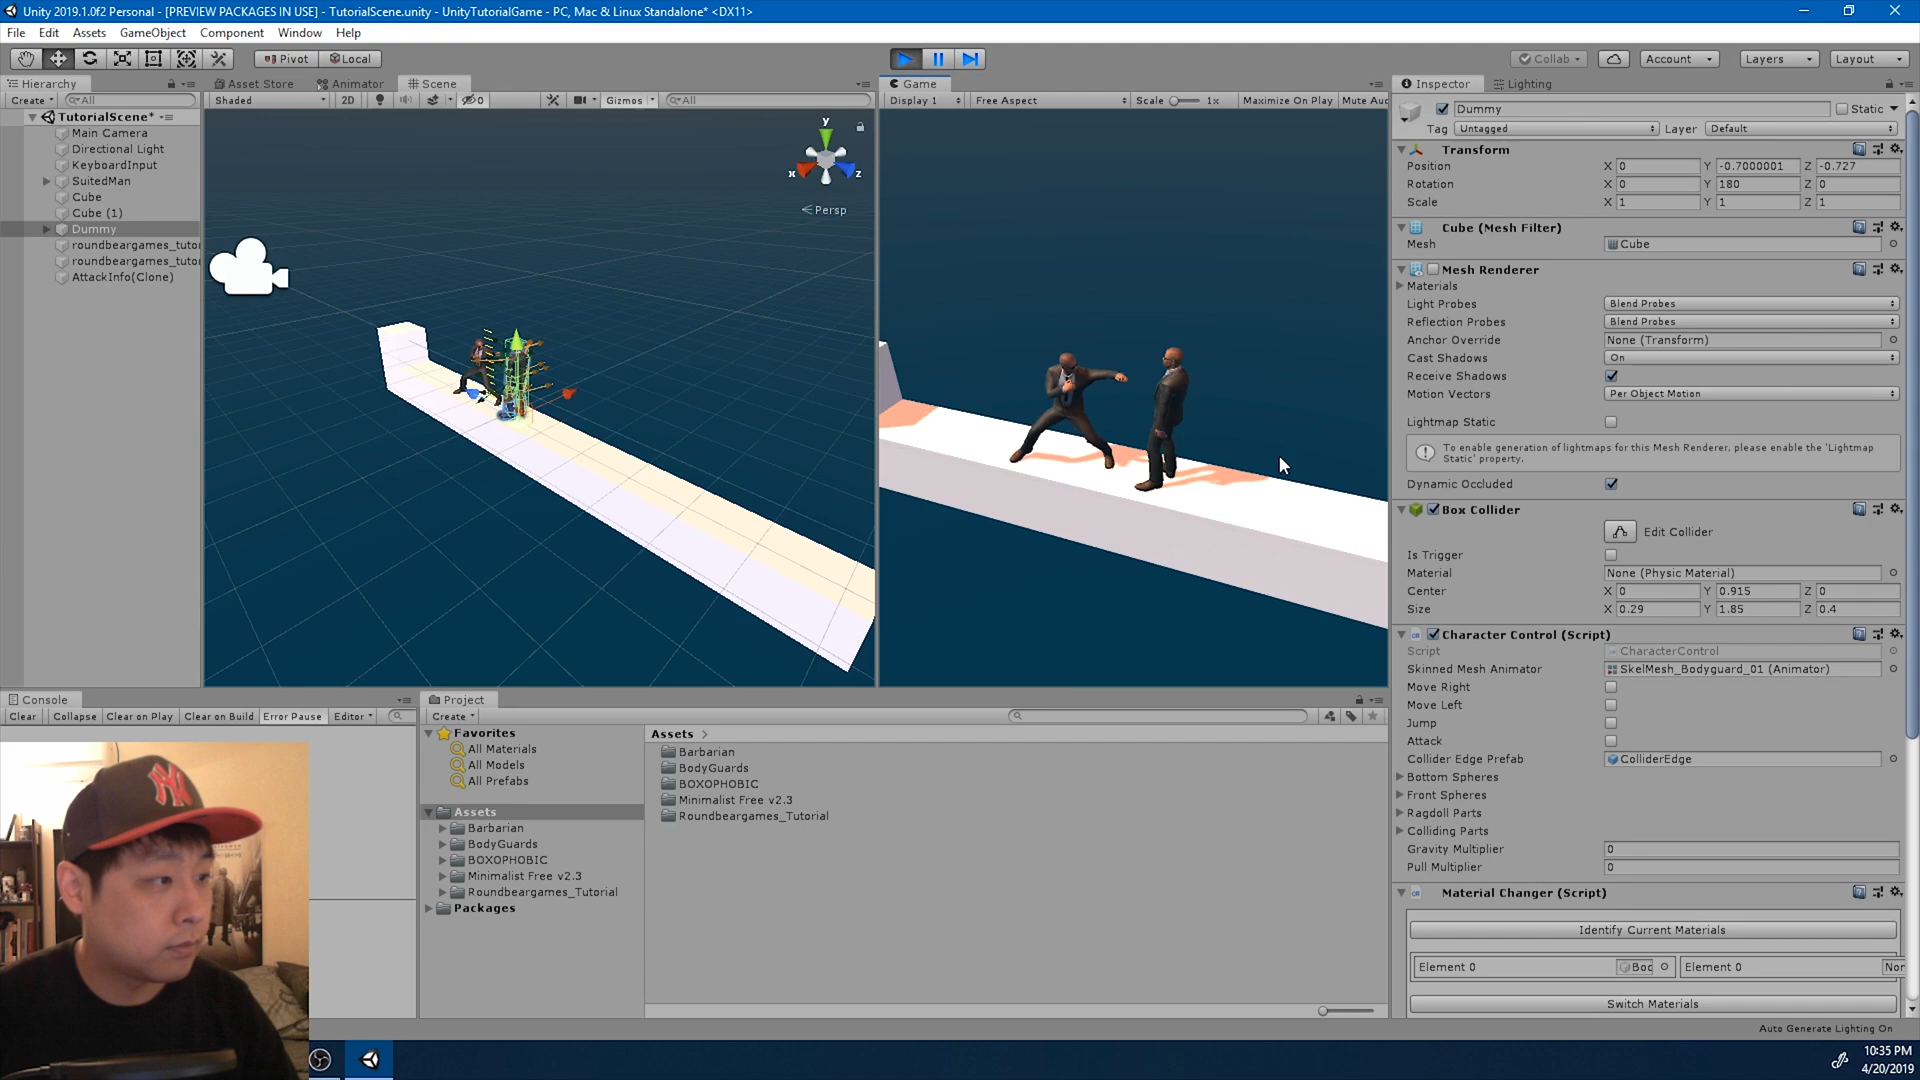 Unity 2019.1.0f2 Personal - [PREVIEW PACKAGES IN USE] - TutorialScene.unity - UnityTutorialGame - PC, Mac & Linux Standalone* <DX11>
File Edit Assets GameObject Component Window Help
Pivot Local Collab Account Layers Layout
Hierarchy
Create All
TutorialScene*
Main Camera
Directional Light
KeyboardInput
SuitedMan
Cube
Cube (1)
Dummy
roundbeargames_tutor
roundbeargames_tutor
AttackInfo(Clone)
Asset Store Animator Scene
Shaded 2D 0 Gizmos All
y
x z
Persp
Game
Display 1 Free Aspect Scale 1x Maximize On Play Mute Auc
Inspector Lighting
Dummy Static
Tag Untagged Layer Default
Transform
Position X 0 Y -0.7000001 Z -0.727
Rotation X 0 Y 180 Z 0
Scale X 1 Y 1 Z 1
Cube (Mesh Filter)
Mesh Cube
Mesh Renderer
Materials
Light Probes Blend Probes
Reflection Probes Blend Probes
Anchor Override None (Transform)
Cast Shadows On
Receive Shadows
Motion Vectors Per Object Motion
Lightmap Static
To enable generation of lightmaps for this Mesh Renderer, please enable the 'Lightmap
Static' property.
Dynamic Occluded
Box Collider
Edit Collider
Is Trigger
Material None (Physic Material)
Center X 0 Y 0.915 Z 0
Size X 0.29 Y 1.85 Z 0.4
Character Control (Script)
Script CharacterControl
Skinned Mesh Animator SkelMesh_Bodyguard_01 (Animator)
Move Right
Move Left
Jump
Attack
Collider Edge Prefab ColliderEdge
Bottom Spheres
Front Spheres
Ragdoll Parts
Colliding Parts
Gravity Multiplier 0
Pull Multiplier 0
Material Changer (Script)
Identify Current Materials
Element 0 Boc Element 0 Nor
Switch Materials
Auto Generate Lighting On
Console
Clear Collapse Clear on Play Clear on Build Error Pause Editor
Project
Create
Favorites
All Materials
All Models
All Prefabs
Assets
Barbarian
BodyGuards
BOXOPHOBIC
Minimalist Free v2.3
Roundbeargames_Tutorial
Packages
Assets
Barbarian
BodyGuards
BOXOPHOBIC
Minimalist Free v2.3
Roundbeargames_Tutorial
10:35 PM
4/20/2019